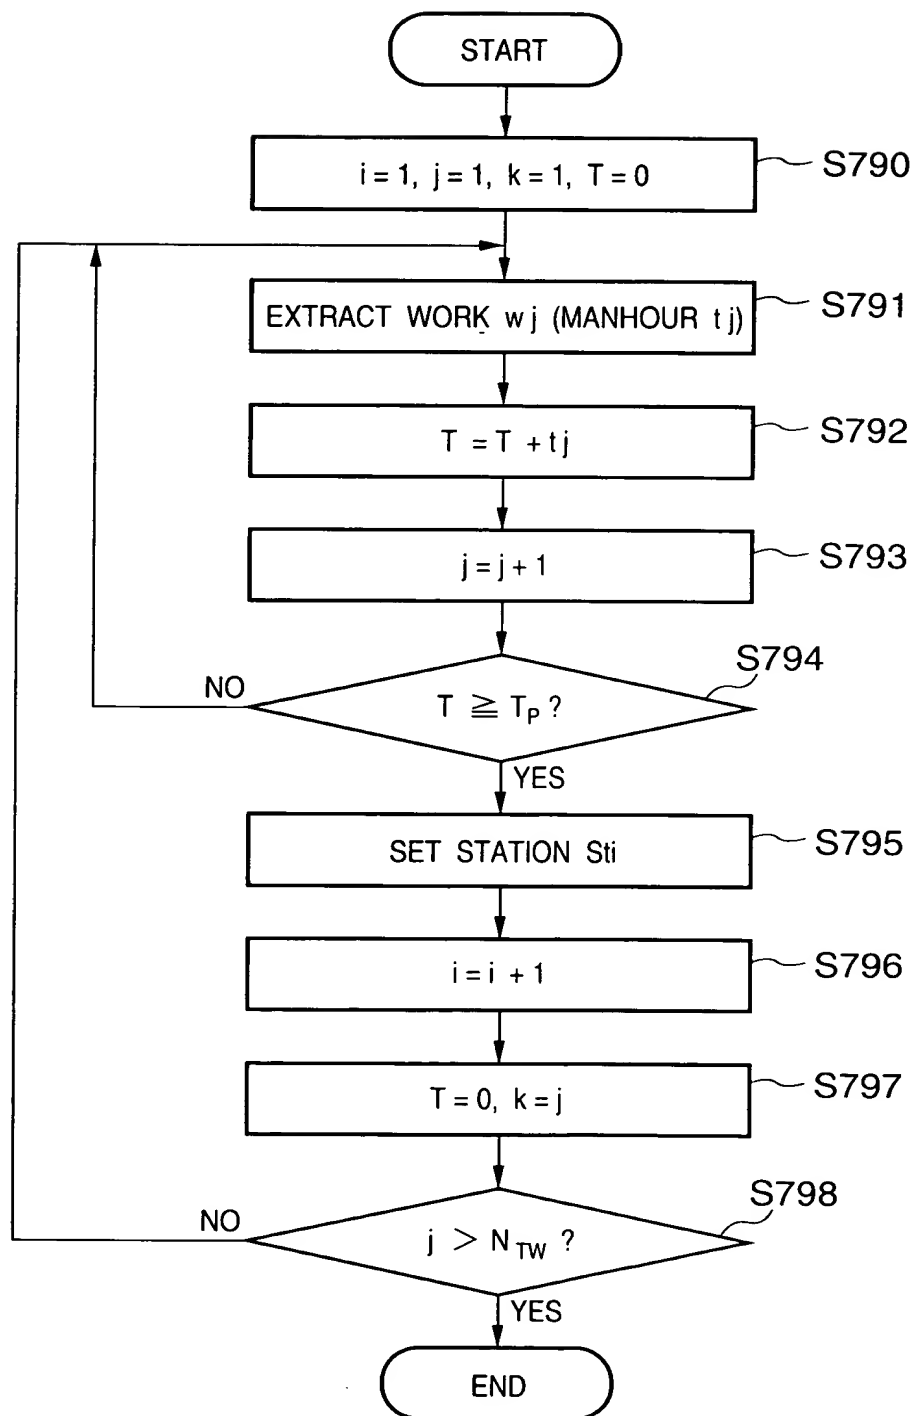 START
i = 1, j = 1, k = 1, T = 0
S790
EXTRACT WORK wj (MANHOUR tj)
S791
T = T + tj
S792
j = j + 1
S793
S794
NO
T ≧ TP ?
YES
SET STATION Sti
S795
i = i + 1
S796
T = 0, k = j
S797
S798
NO
j > NTW ?
YES
END